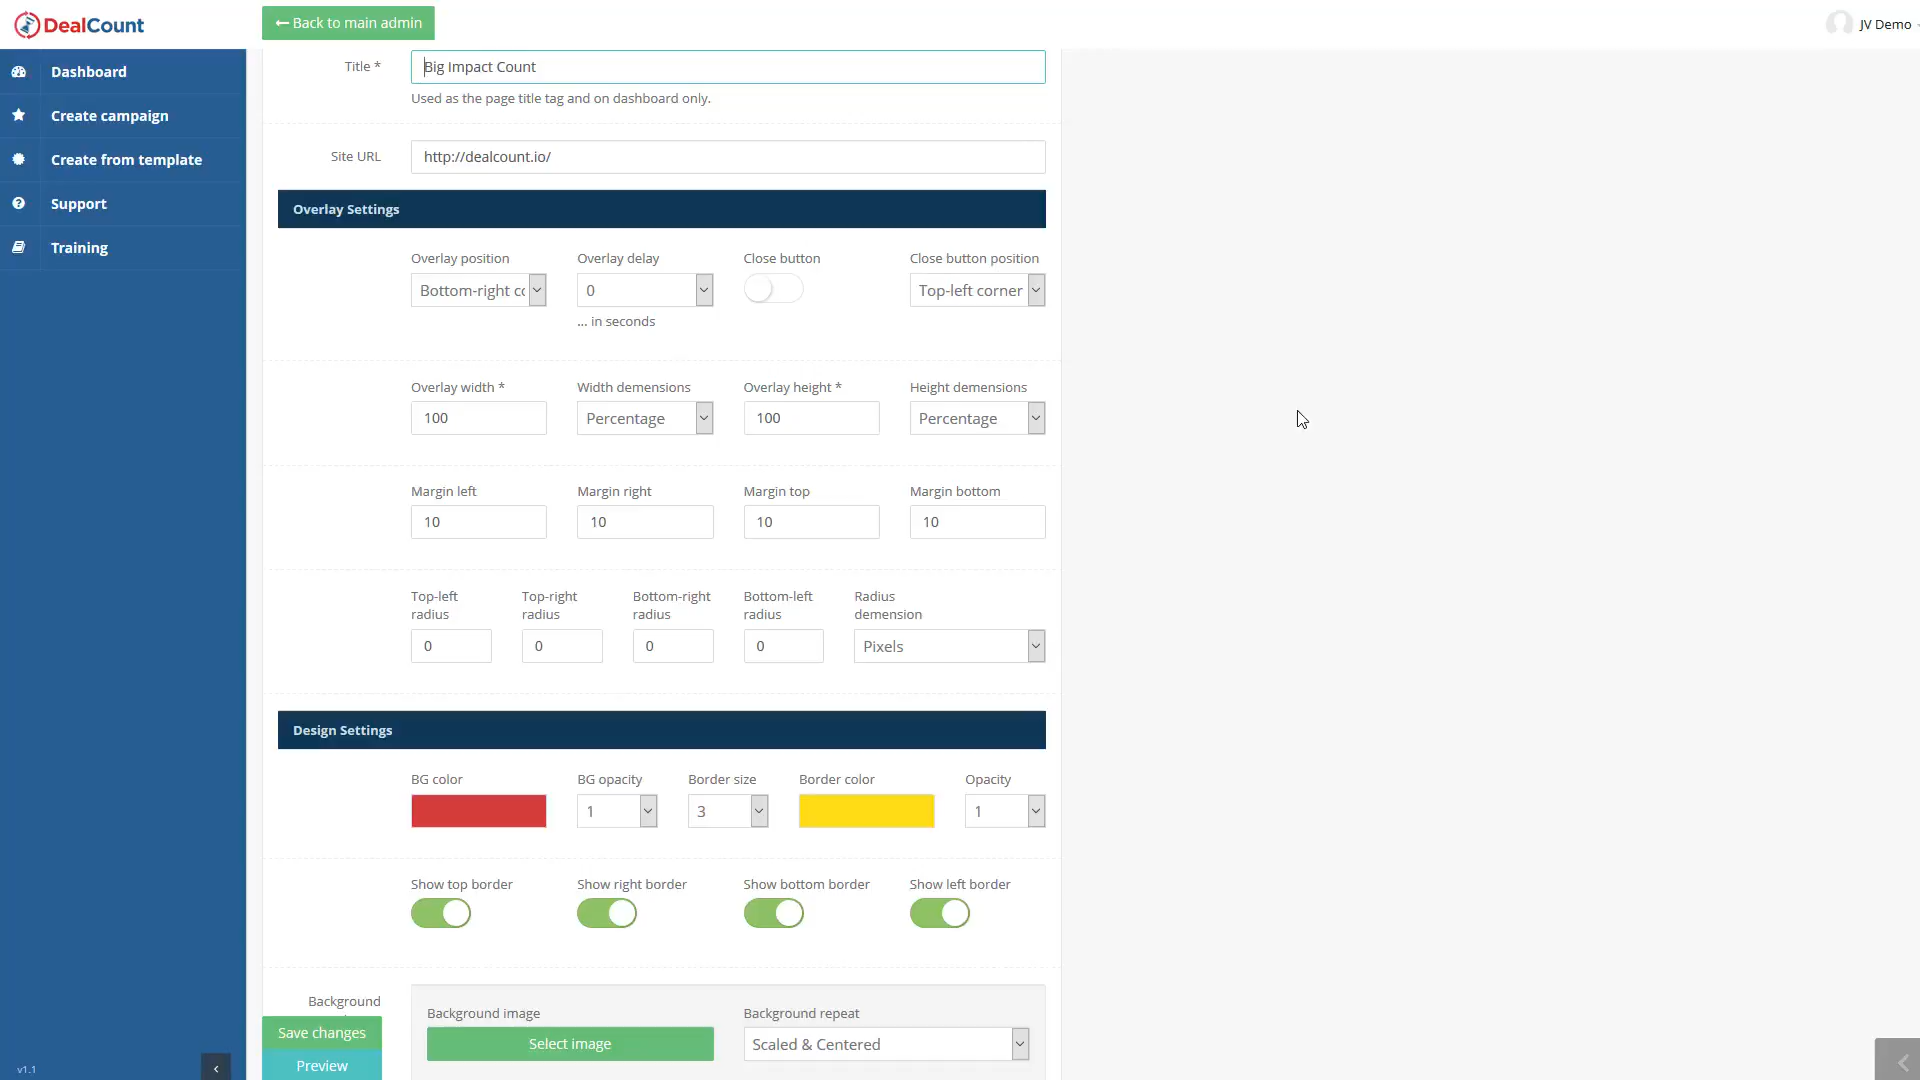 DealCount
← Back to main admin
JV Demo
Dashboard
Create campaign
Create from template
Support
Training
Title *
Big Impact Count
Used as the page title tag and on dashboard only.
Site URL
http://dealcount.io/
Overlay Settings
Overlay position
Overlay delay
Close button
Close button position
Bottom-right co
0
Top-left corner
... in seconds
Overlay width *
Width demensions
Overlay height *
Height demensions
100
Percentage
100
Percentage
Margin left
Margin right
Margin top
Margin bottom
10
10
10
10
Top-left
radius
Top-right
radius
Bottom-right
radius
Bottom-left
radius
Radius
demension
0
0
0
0
Pixels
Design Settings
BG color
BG opacity
Border size
Border color
Opacity
1
3
1
Show top border
Show right border
Show bottom border
Show left border
Background
Background image
Background repeat
Select image
Scaled & Centered
Save changes
Preview
v1.1